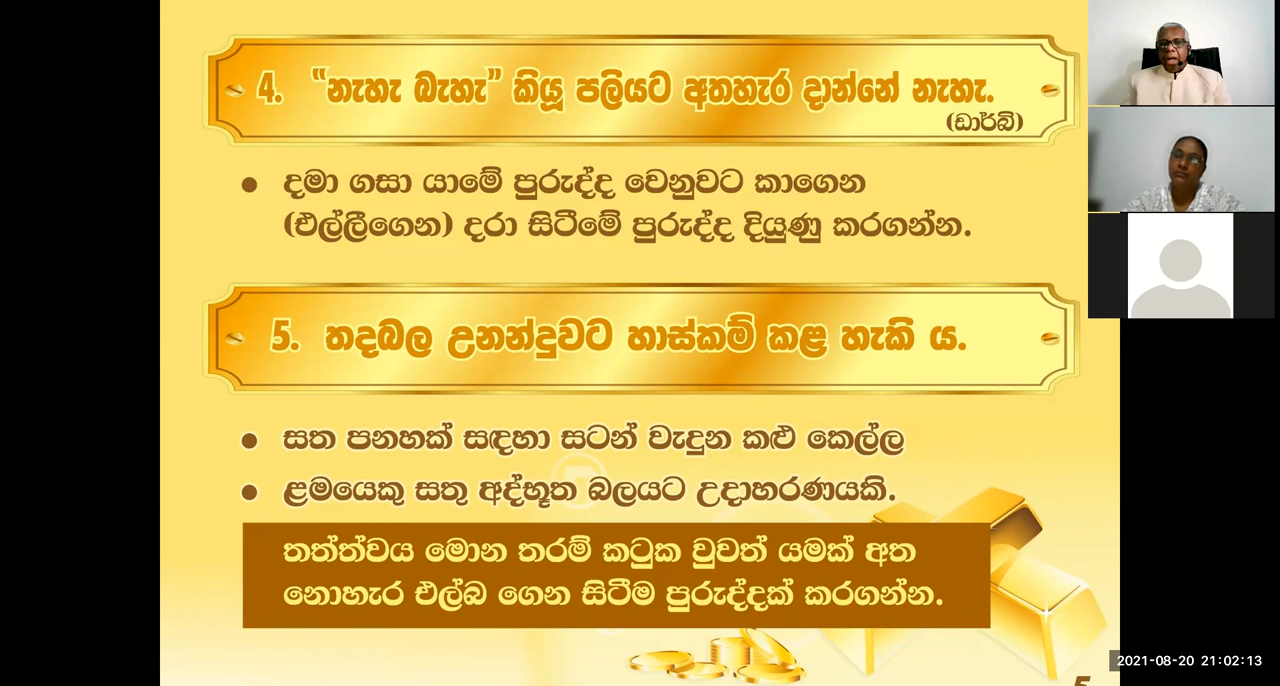 4. “නැහැ බැහැ” කියූ පලියට අතහැර දාන්නේ නැහැ.
(ඩාර්බි)
• දමා ගසා යාමේ පුරුද්ද වෙනුවට කාගෙන
(එල්ලීගෙන) දරා සිටීමේ පුරුද්ද දියුණු කරගන්න.
5. තදබල උනන්දුවට හාස්කම් කළ හැකි ය.
• සත පනහක් සඳහා සටන් වැදුන කළු කෙල්ල
• ළමයෙකු සතු අද්භූත බලයට උදාහරණයකි.
තත්ත්වය මොන තරම් කටුක වුවත් යමක් අත
නොහැර එල්බ ගෙන සිටීම පුරුද්දක් කරගන්න.
2021-08-20 21:02:13